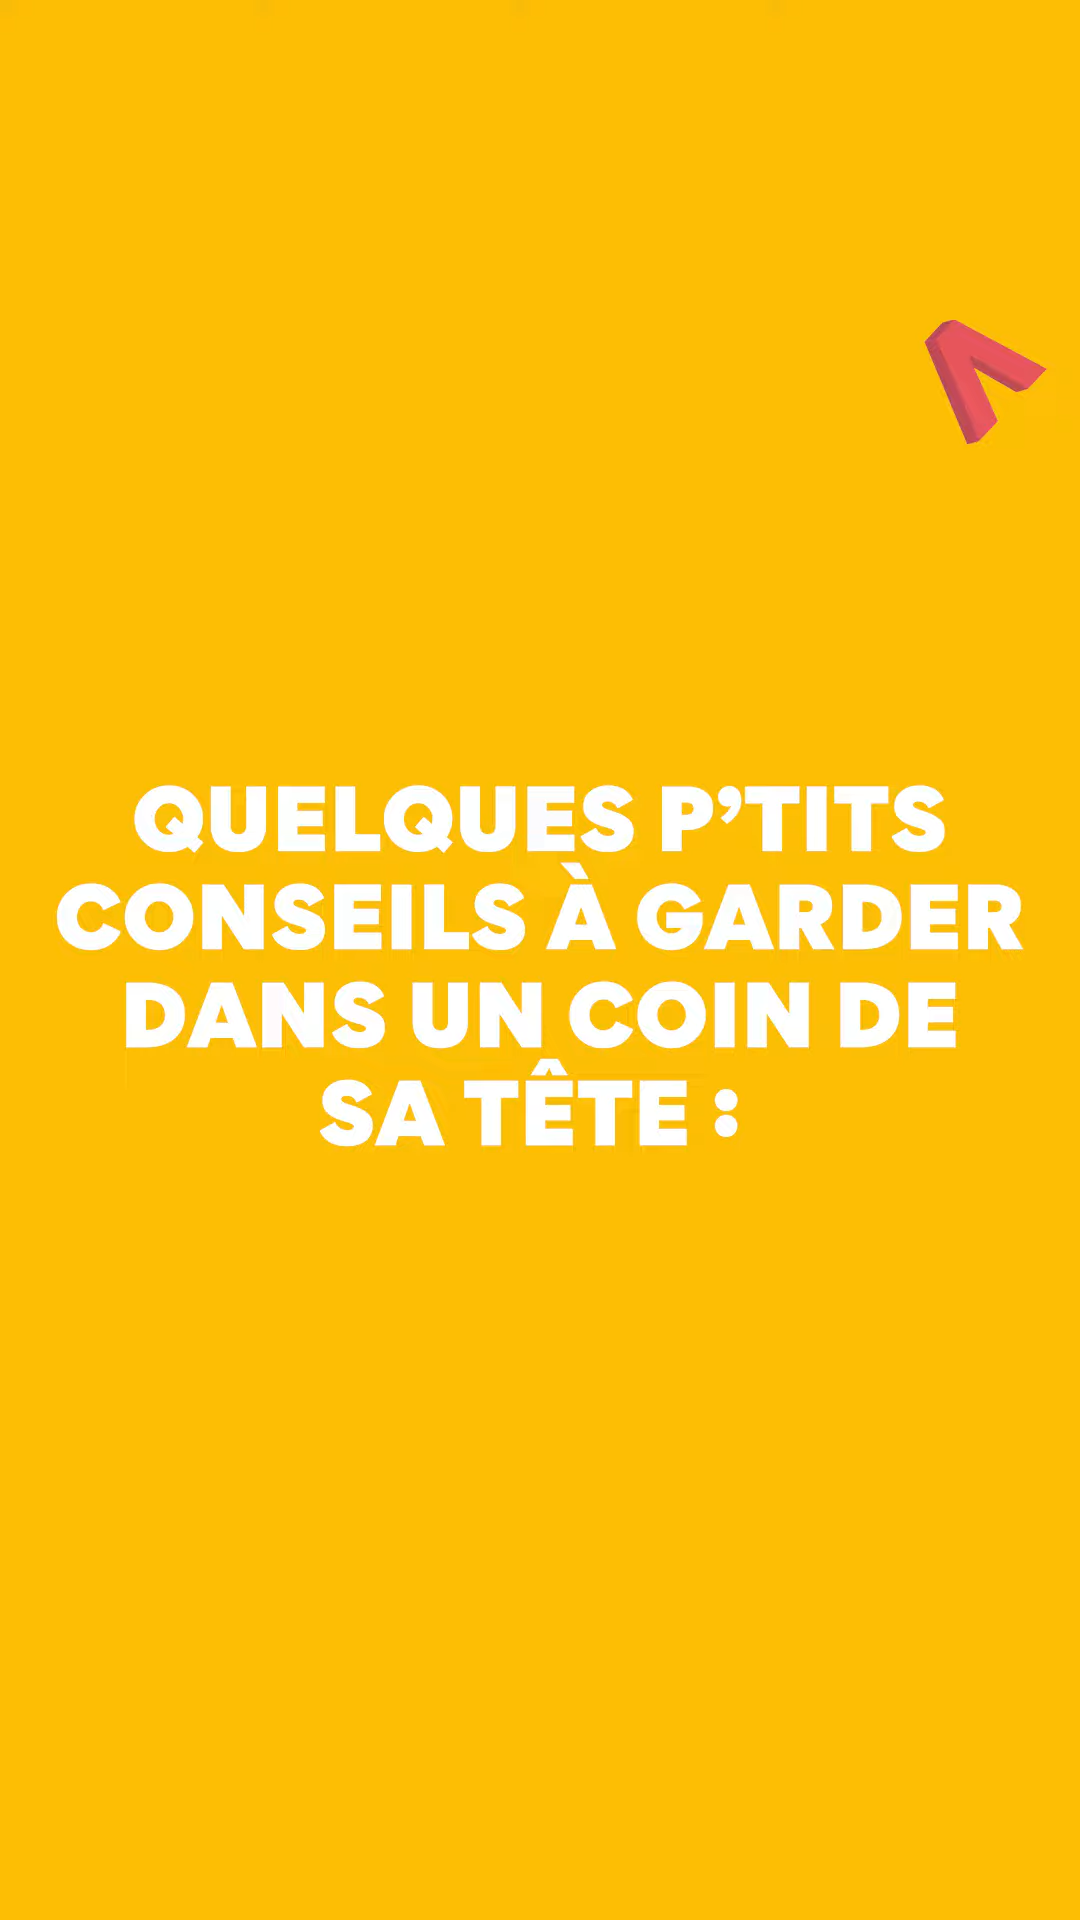 QUELQUES P’TITS
CONSEILS À GARDER
DANS UN COIN DE
SA TÊTE :